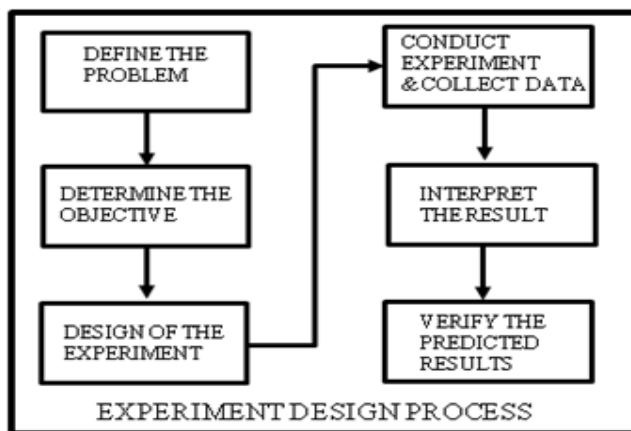 DEFINE THE
PROBLEM
DETERMINE THE
OBJECTIVE
DESIGN OF THE
EXPERIMENT
CONDUCT
EXPERIMENT
& COLLECT DATA
INTERPRET
THE RESULT
VERIFY THE
PREDICTED
RESULTS
EXPERIMENT DESIGN PROCESS